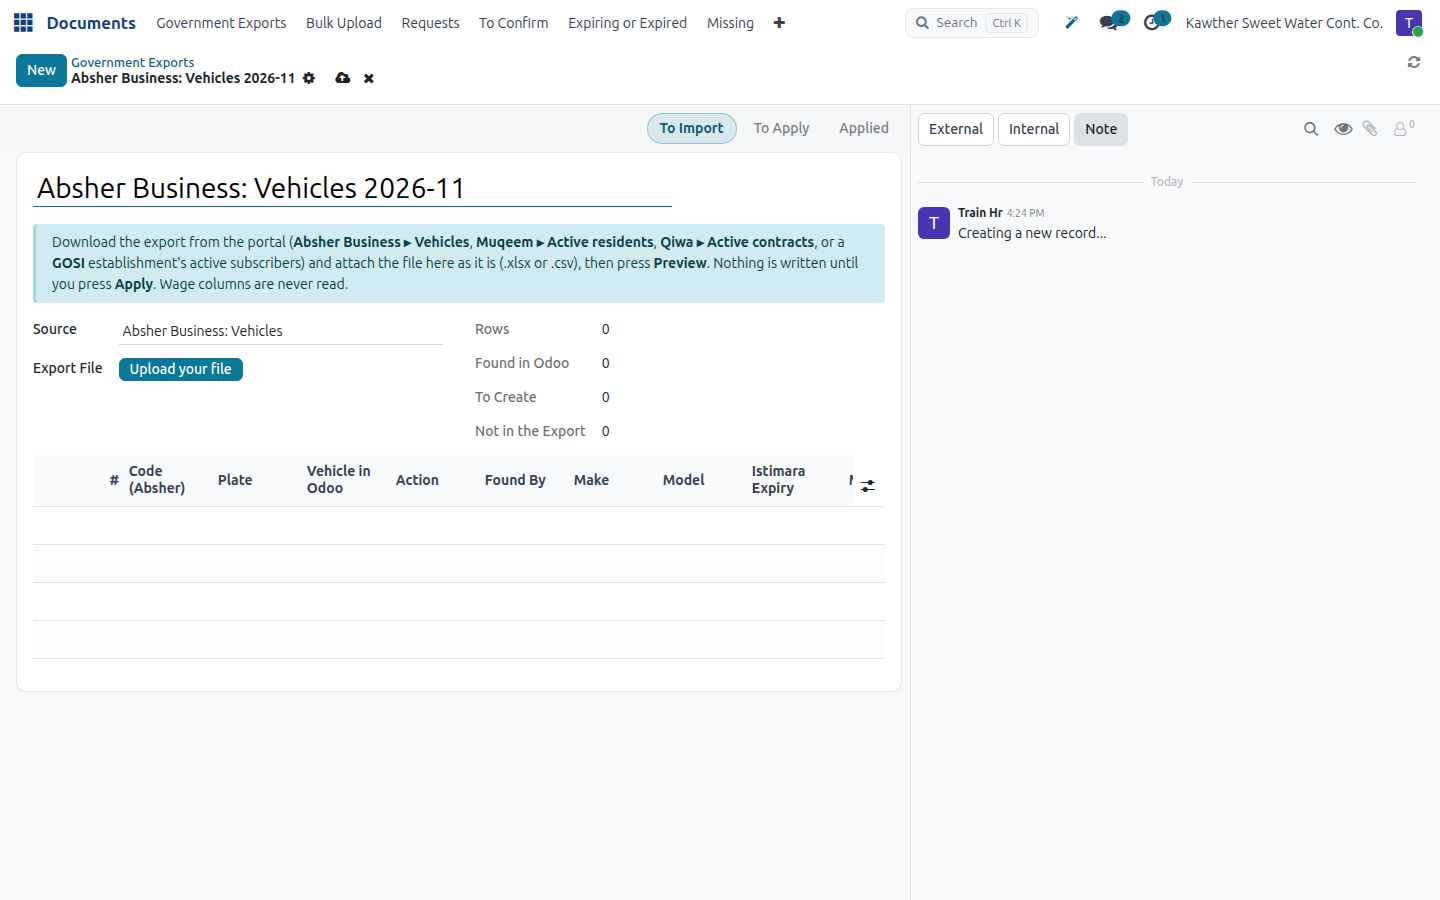 Documents
Government Exports
Bulk Upload
Requests
To Confirm
Expiring or Expired
Missing
Search
Ctrl K
2
1
Kawther Sweet Water Cont. Co.
T
New
Government Exports
Absher Business: Vehicles 2026-11
To Import
To Apply
Applied
External
Internal
Note
0
Absher Business: Vehicles 2026-11
Download the export from the portal (Absher Business ▸ Vehicles, Muqeem ▸ Active residents, Qiwa ▸ Active contracts, or a
GOSI establishment's active subscribers) and attach the file here as it is (.xlsx or .csv), then press Preview. Nothing is written until
you press Apply. Wage columns are never read.
Source
Absher Business: Vehicles
Export File
Upload your file
Rows 0
Found in Odoo 0
To Create 0
Not in the Export 0
#
Code (Absher)
Plate
Vehicle in Odoo
Action
Found By
Make
Model
Istimara Expiry
Today
T
Train Hr 4:24 PM
Creating a new record...